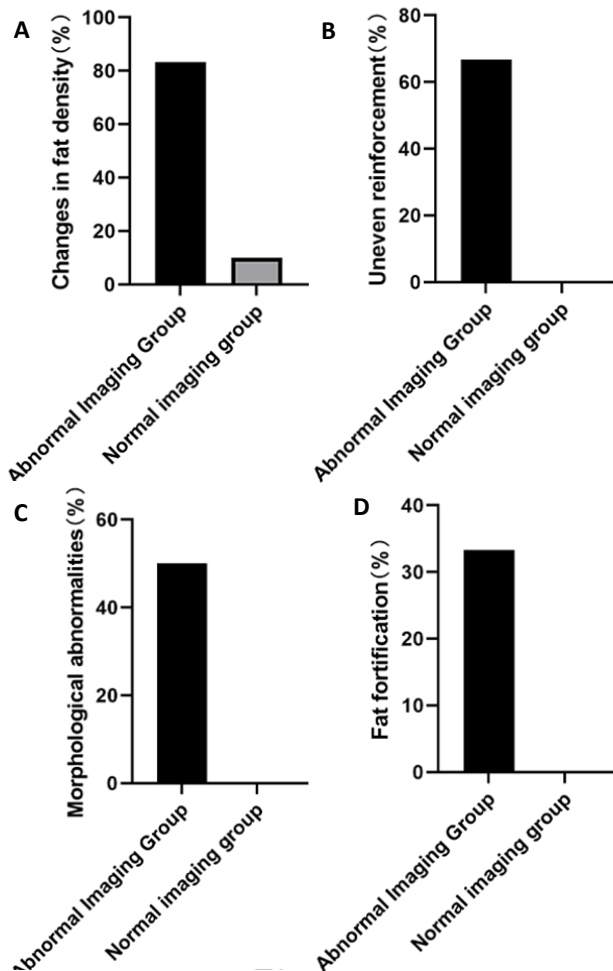 A
Changes in fat density(%)
100
80
60
40
20
0
Abnormal Imaging Group
Normal imaging group
B
Uneven reinforcement(%)
80
60
40
20
0
Abnormal Imaging Group
Normal imaging group
C
Morphological abnormalities(%)
60
40
20
0
Abnormal Imaging Group
Normal imaging group
D
Fat fortification(%)
40
30
20
10
0
Abnormal Imaging Group
Normal imaging group